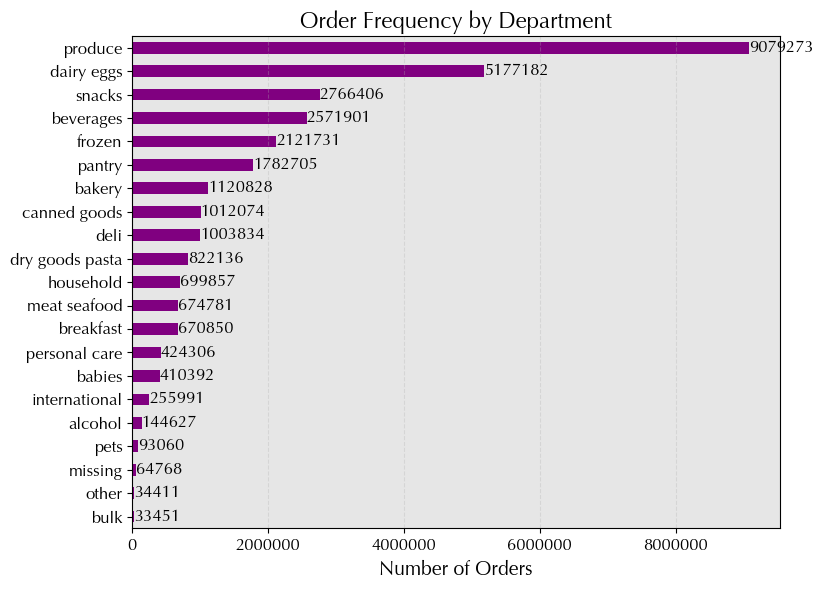 Order Frequency by Department
produce 9079273
dairy eggs 5177182
snacks 2766406
beverages 2571901
frozen 2121731
pantry 1782705
bakery 1120828
canned goods 1012074
deli 1003834
dry goods pasta 822136
household 699857
meat seafood 674781
breakfast 670850
personal care 424306
babies 410392
international 255991
alcohol 144627
pets 93060
missing 64768
other 34411
bulk 33451
0 2000000 4000000 6000000 8000000
Number of Orders